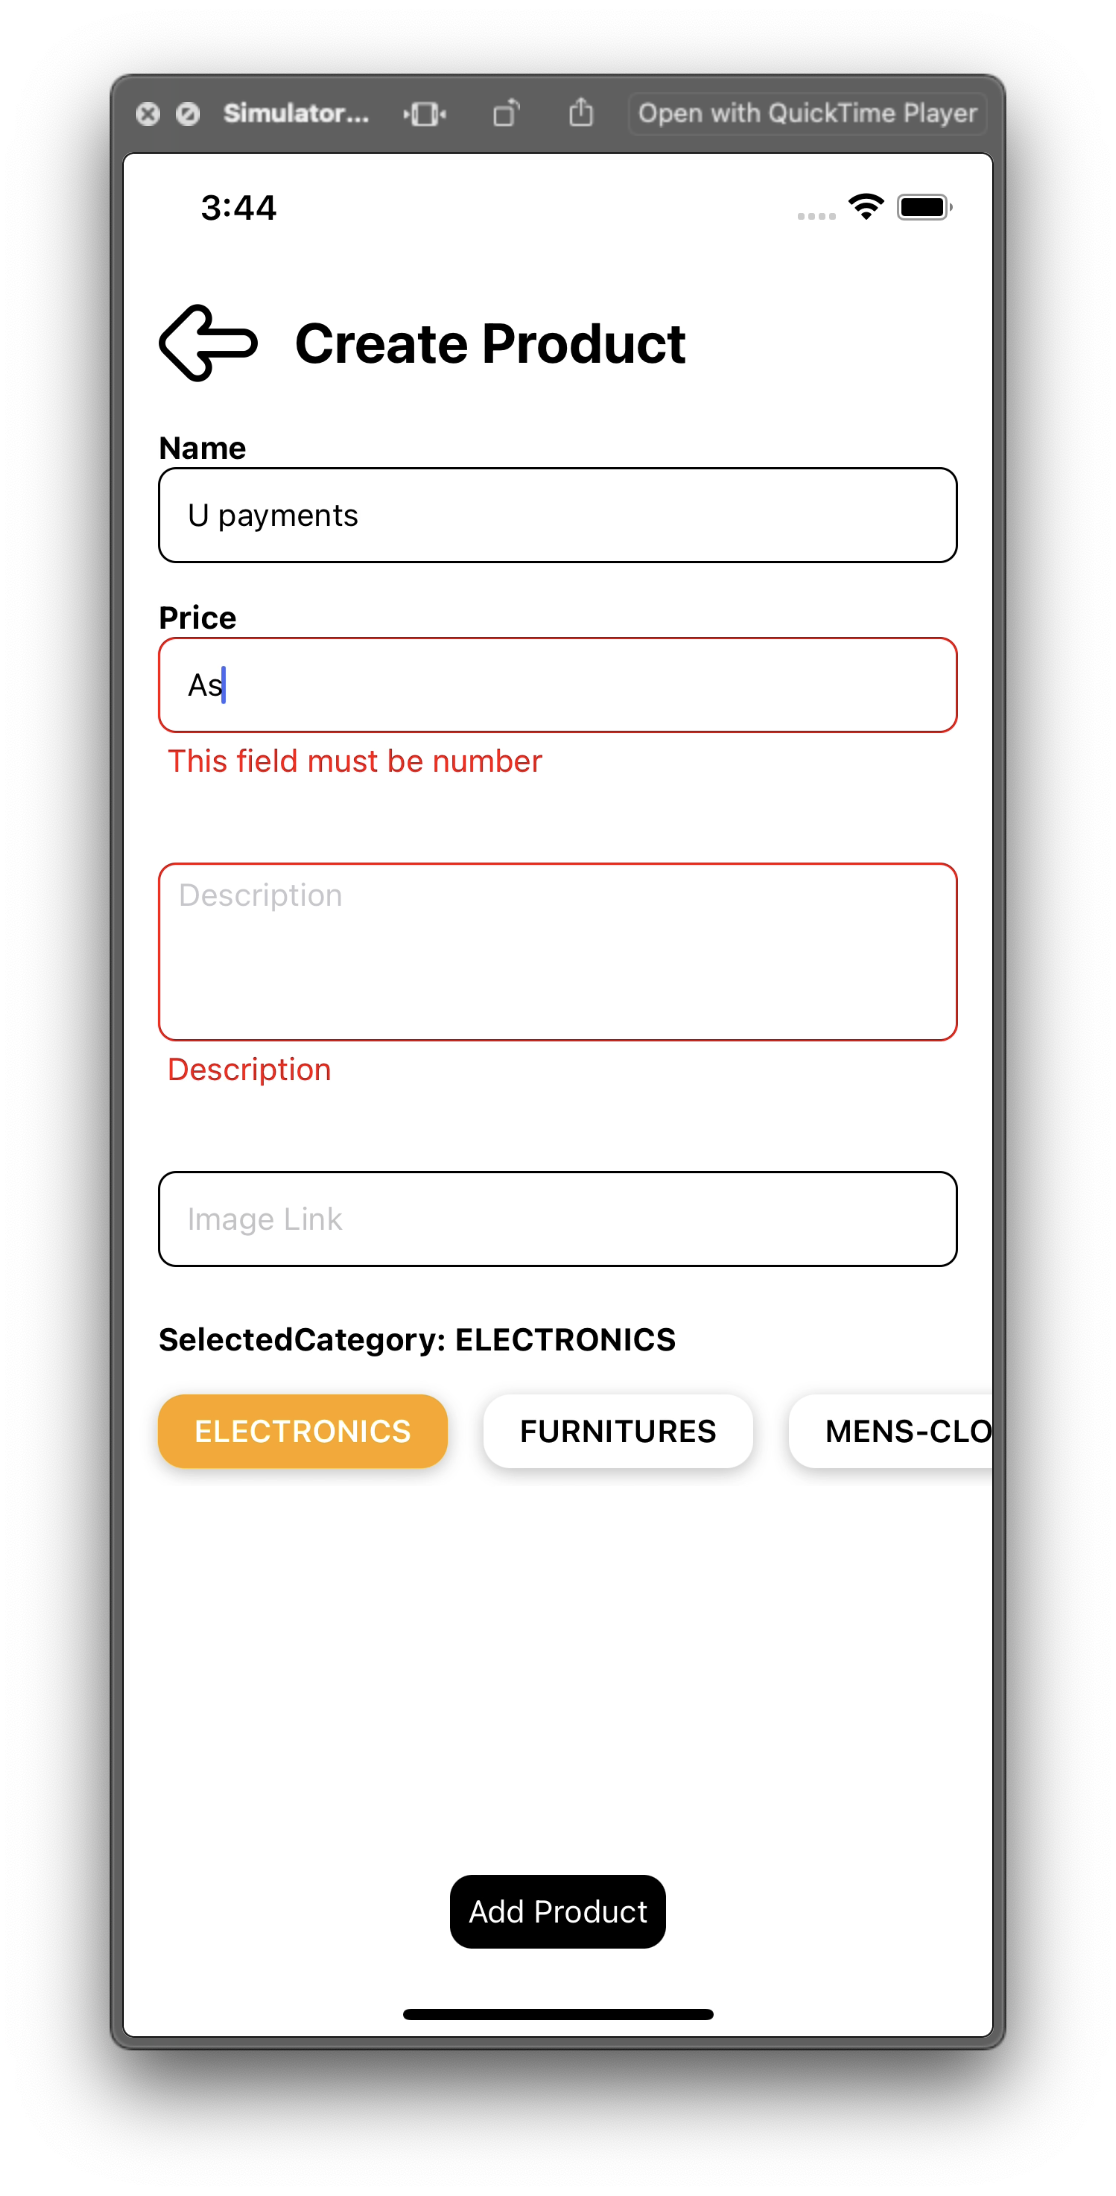 Simulator...
Open with QuickTime Player
3:44
Create Product
Name
U payments
Price
As
This field must be number
Description
Description
Image Link
SelectedCategory: ELECTRONICS
ELECTRONICS FURNITURES MENS-CLO
Add Product